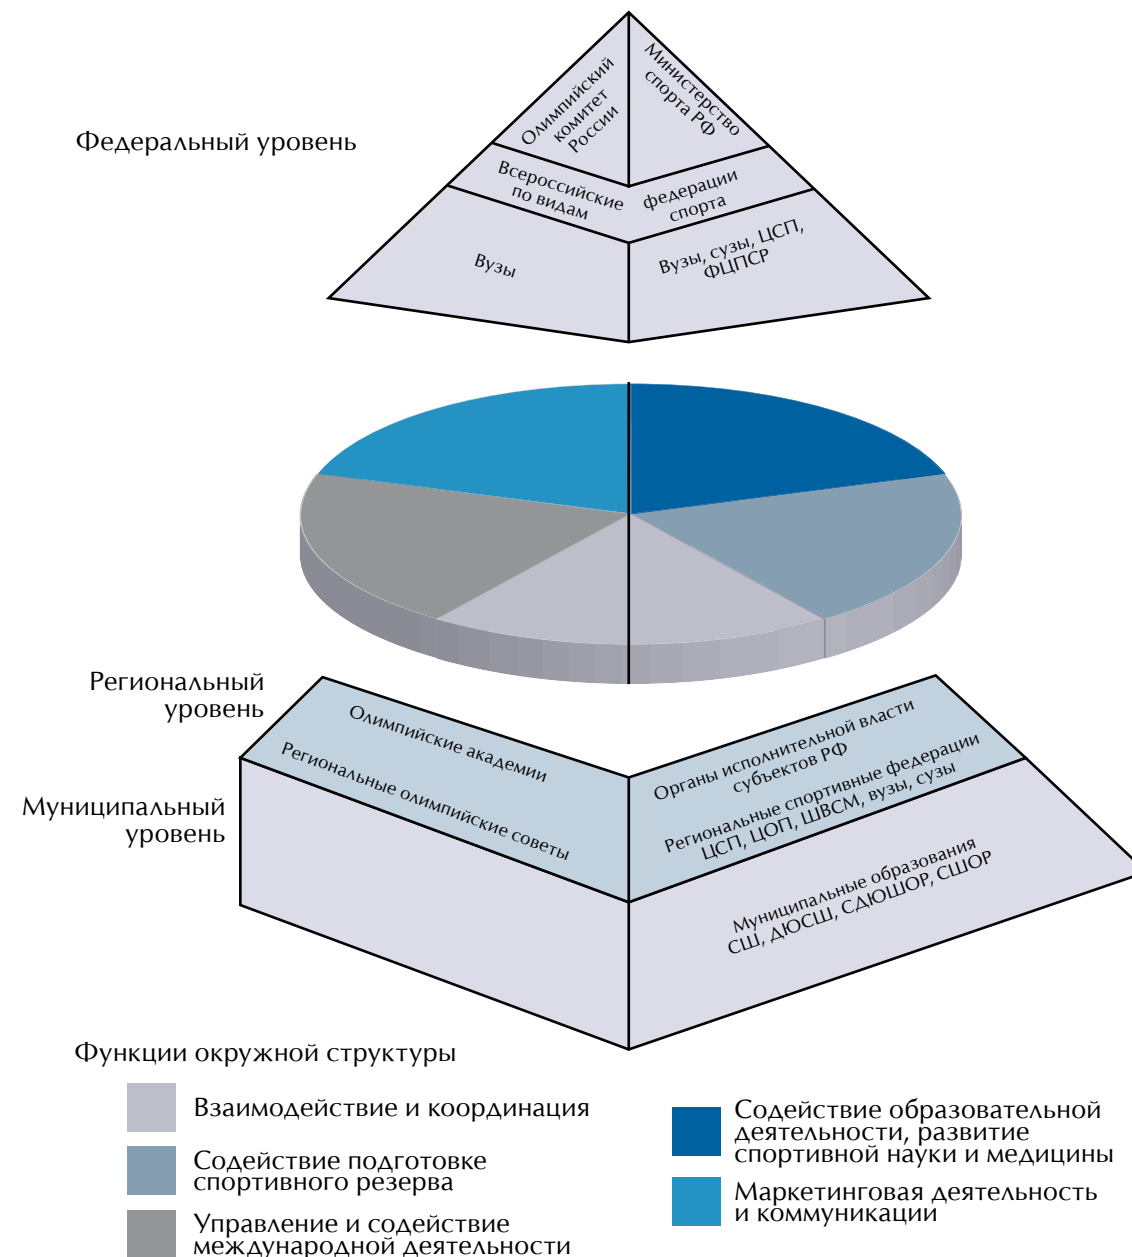 Федеральный уровень
Олимпийский
комитет
России
Министерство
спорта РФ
Всероссийские
по видам
федерации
спорта
Вузы
Вузы, сузы, ЦСП,
ФЦПСР
Региональный
уровень
Олимпийские академии
Региональные олимпийские советы
Органы исполнительной власти
субъектов РФ
Региональные спортивные федерации
ЦСП, ЦОП, ШВСМ, вузы, сузы
Муниципальный
уровень
Муниципальные образования
СШ, ДЮСШ, СДЮШОР, СШОР
Функции окружной структуры
Взаимодействие и координация
Содействие подготовке
спортивного резерва
Управление и содействие
международной деятельности
Содействие образовательной
деятельности, развитие
спортивной науки и медицины
Маркетинговая деятельность
и коммуникации